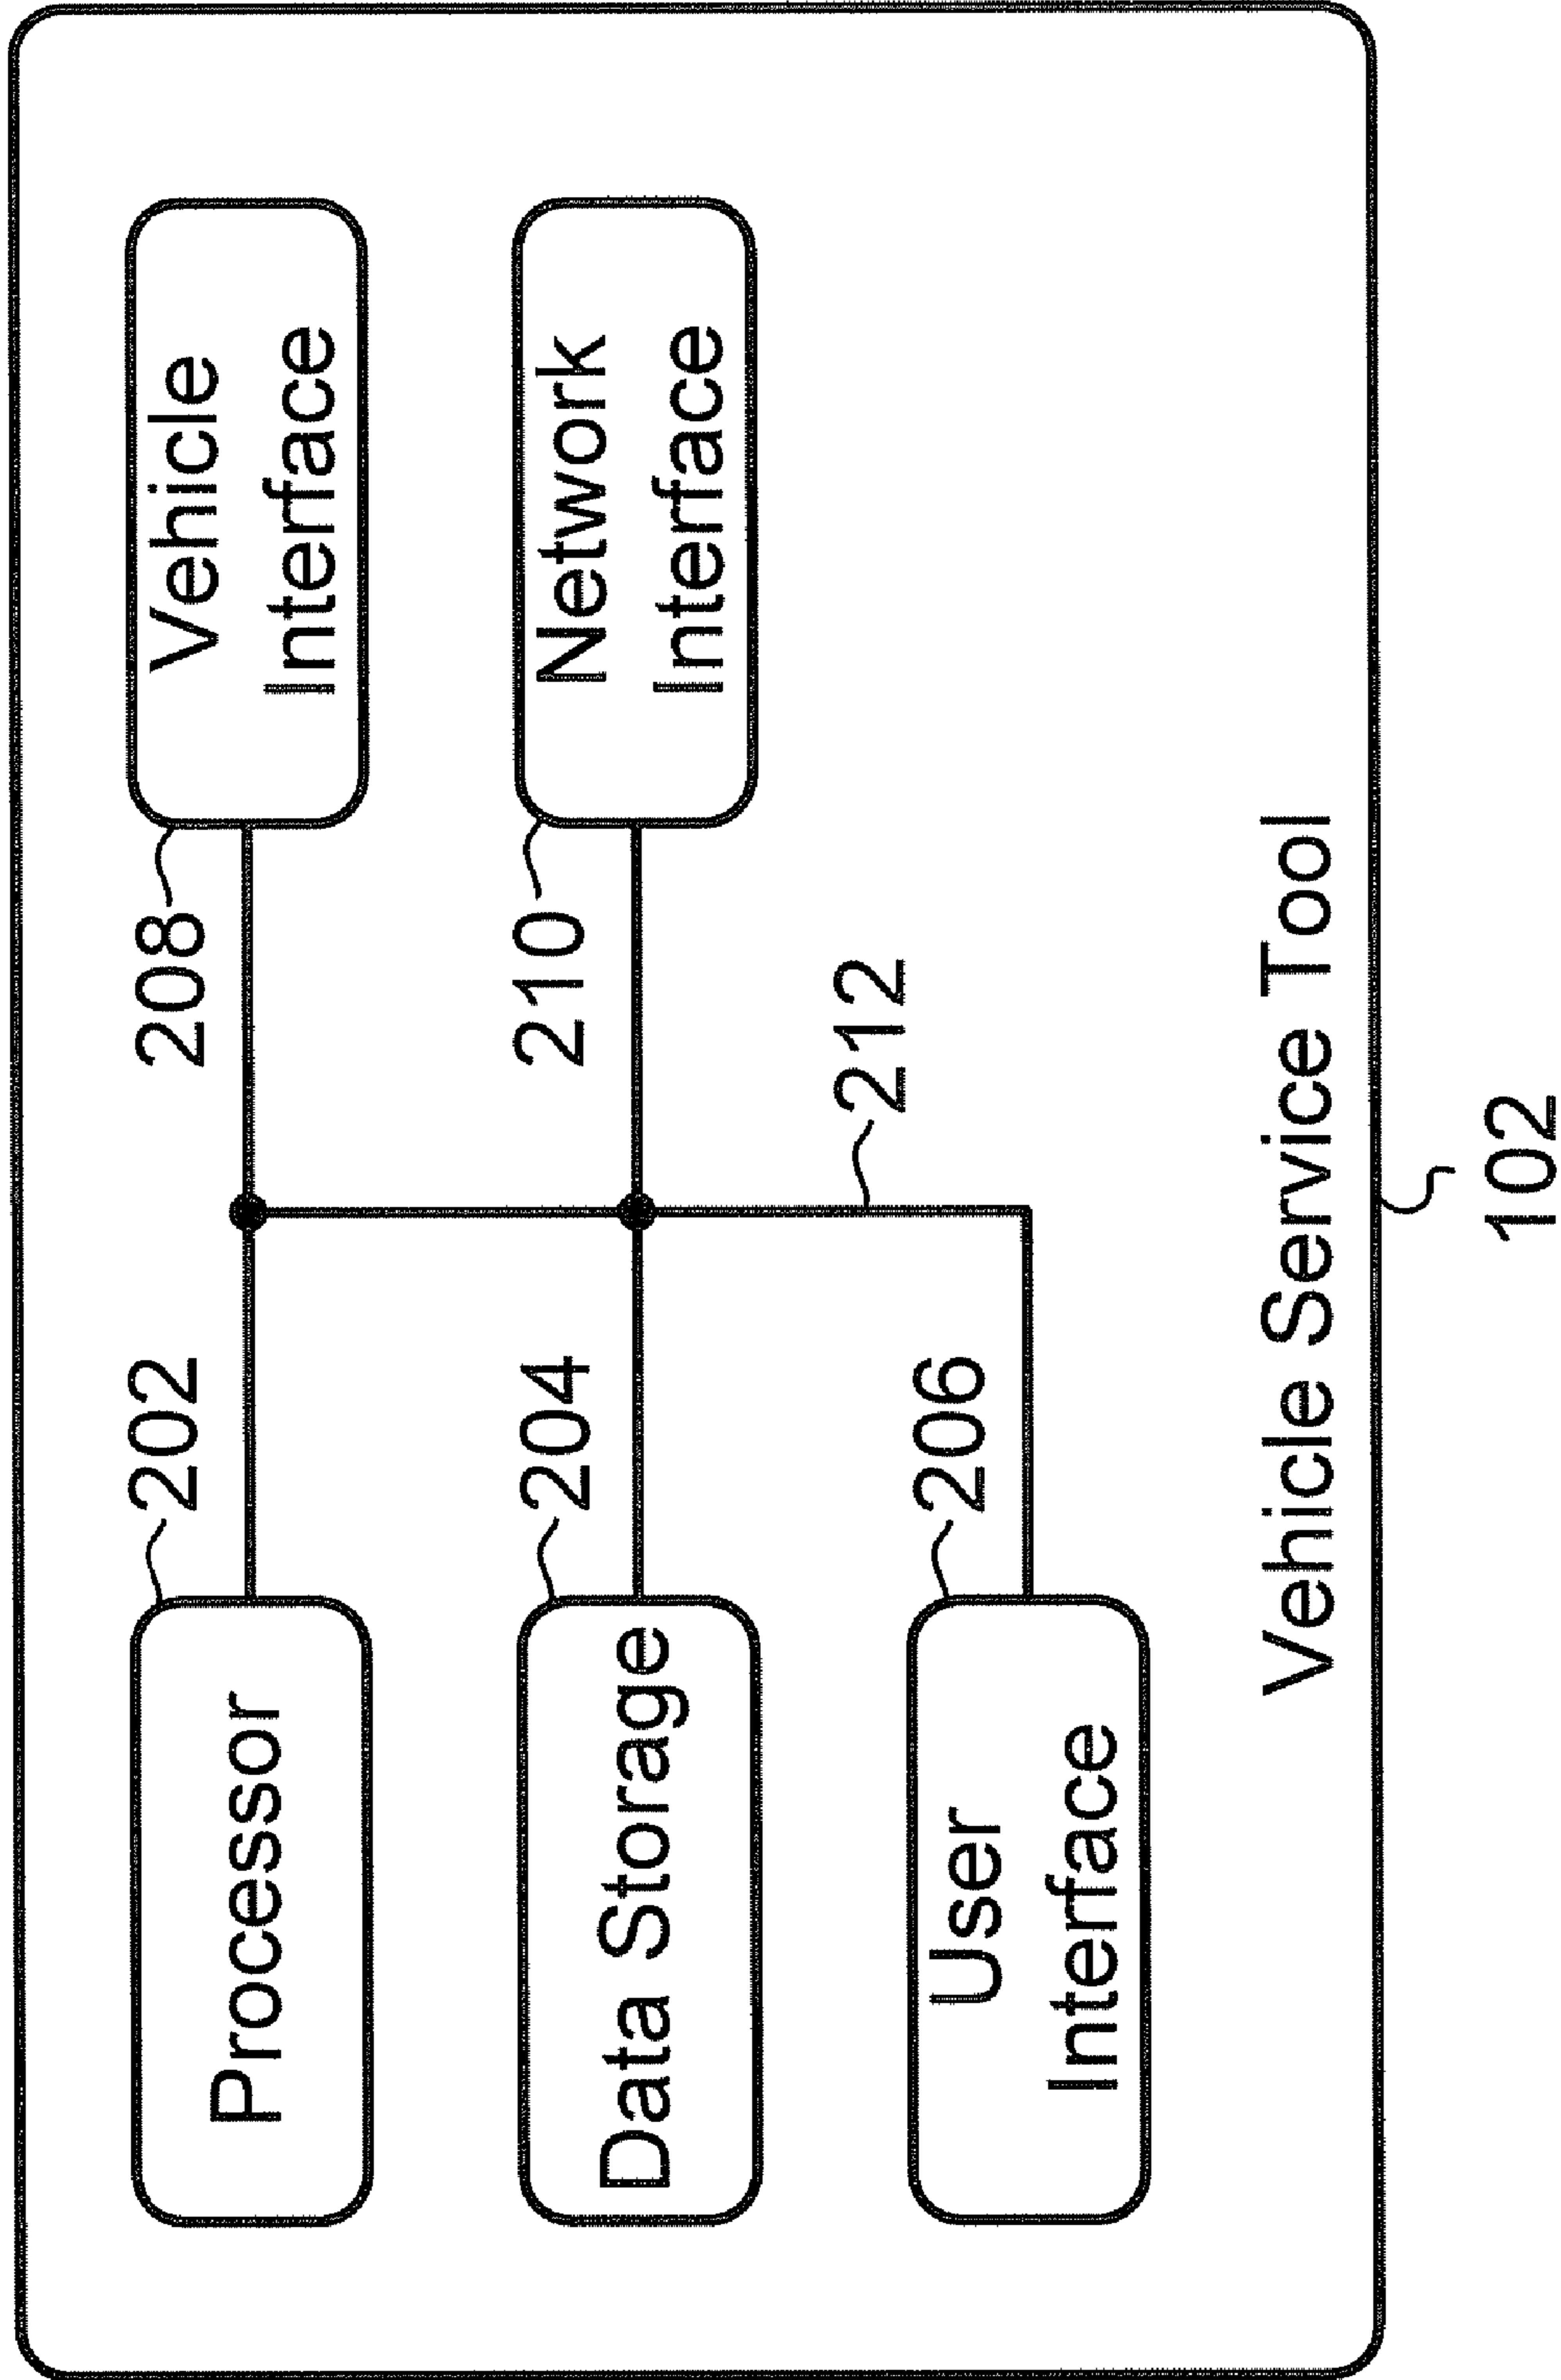 202
Processor
208
Vehicle
Interface
204
Data Storage
210
Network
Interface
206
User
Interface
212
Vehicle Service Tool
102